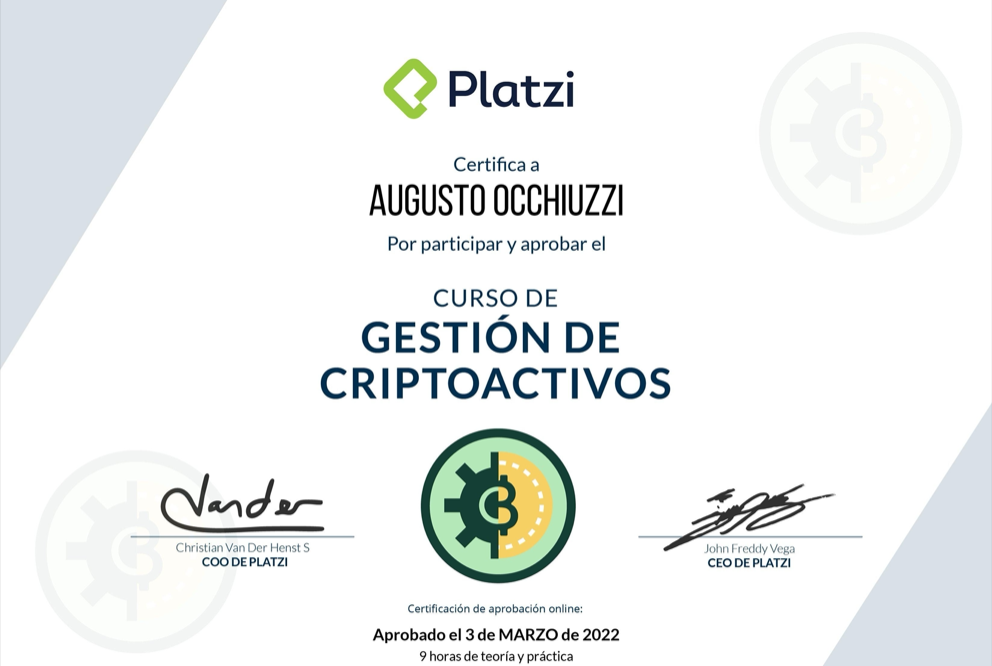 Platzi
Certifica a
AUGUSTO OCCHIUZZI
Por participar y aprobar el
CURSO DE
GESTIÓN DE
CRIPTOACTIVOS
Vander
Christian Van Der Henst S
COO DE PLATZI
John Freddy Vega
CEO DE PLATZI
Certificación de aprobación online:
Aprobado el 3 de MARZO de 2022
9 horas de teoría y práctica